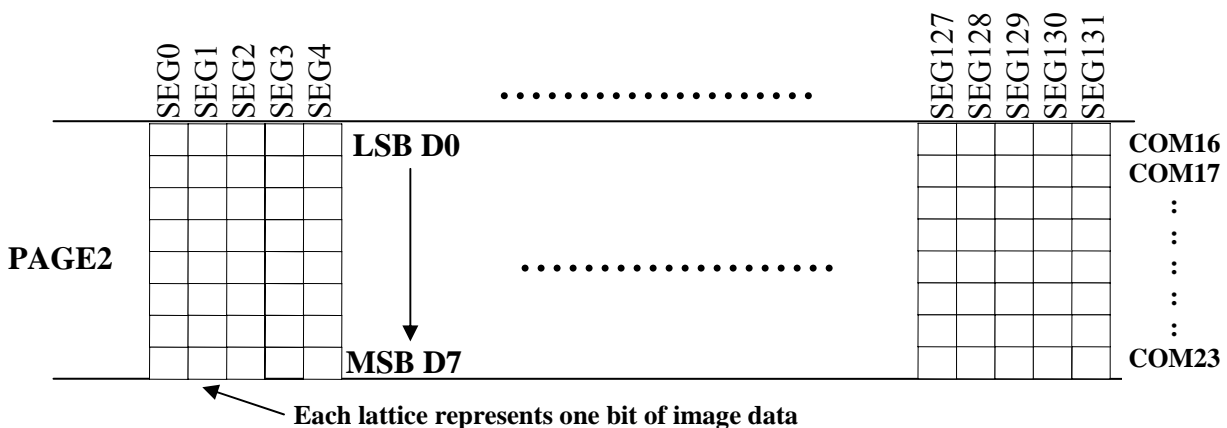 SEG0 SEG1 SEG2 SEG3 SEG4 SEG127 SEG128 SEG129 SEG130 SEG131
LSB D0
COM16
COM17
PAGE2
MSB D7
COM23
Each lattice represents one bit of image data